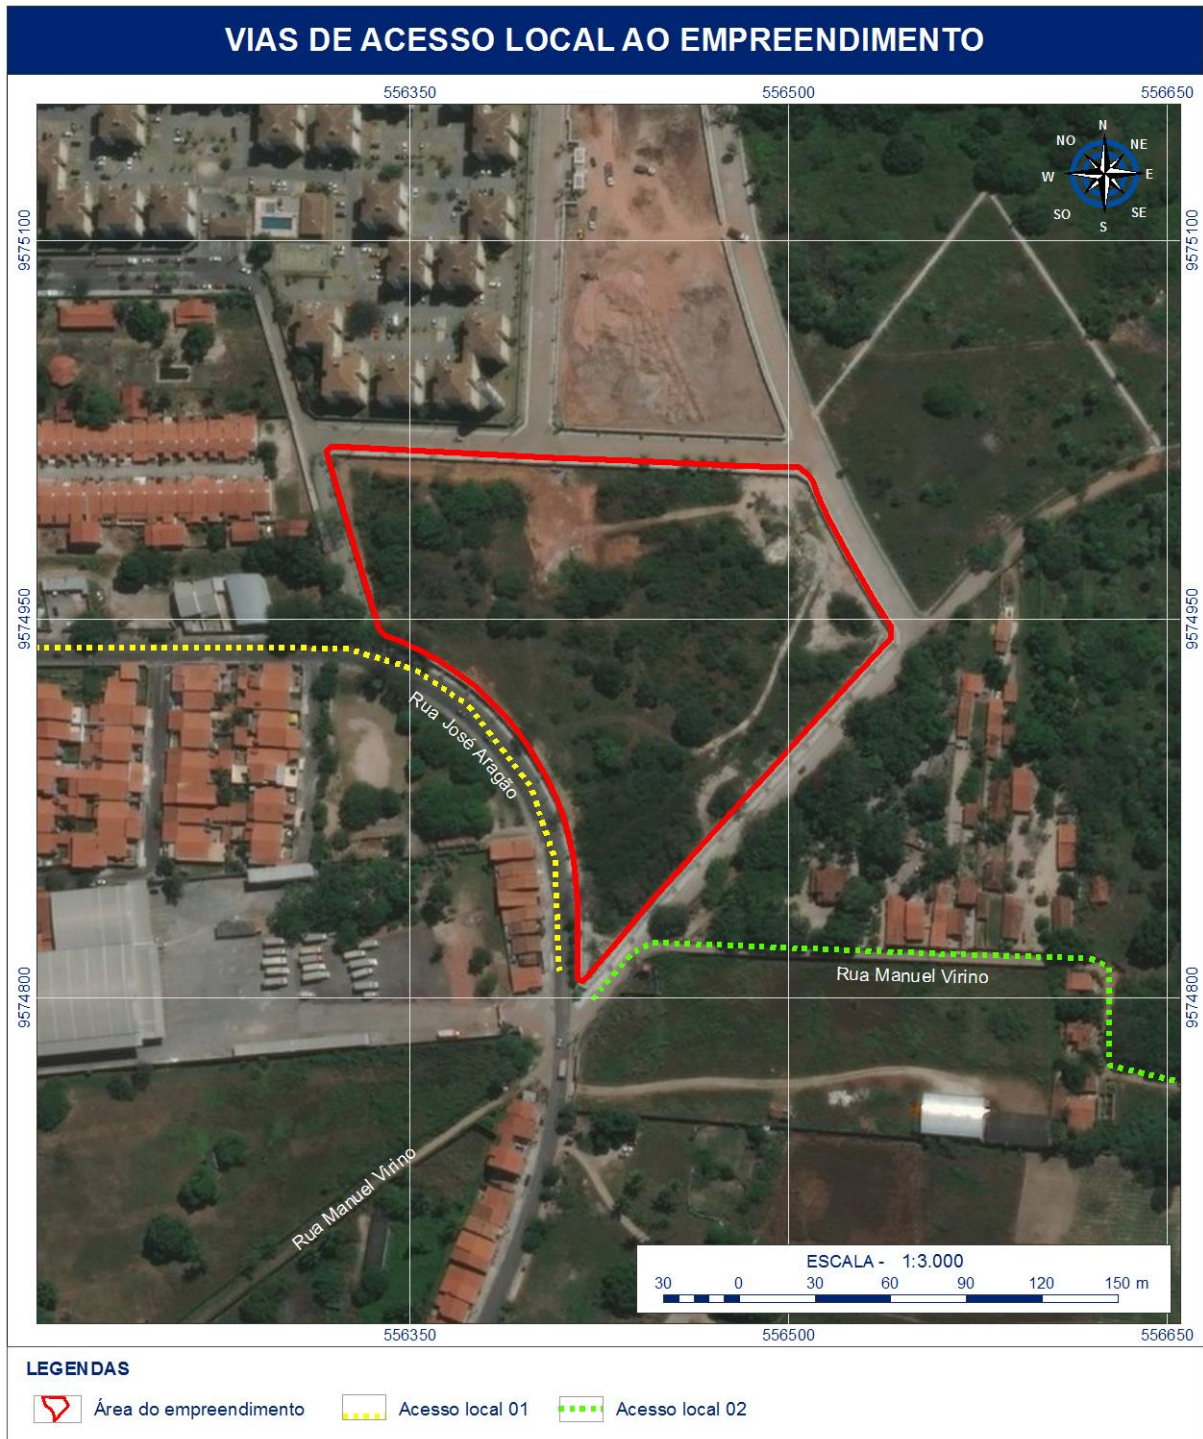 VIAS DE ACESSO LOCAL AO EMPREENDIMENTO
556350 556500 556650
N
NO NE
W E
SO SE
S
9575100 9575100
9574950 9574950
Rua José Aragão
Rua Manuel Virino
9574800 9574800
Rua Manuel Virino
ESCALA - 1:3.000
30 0 30 60 90 120 150 m
556350 556500 556650
LEGENDAS
Área do empreendimento Acesso local 01 Acesso local 02